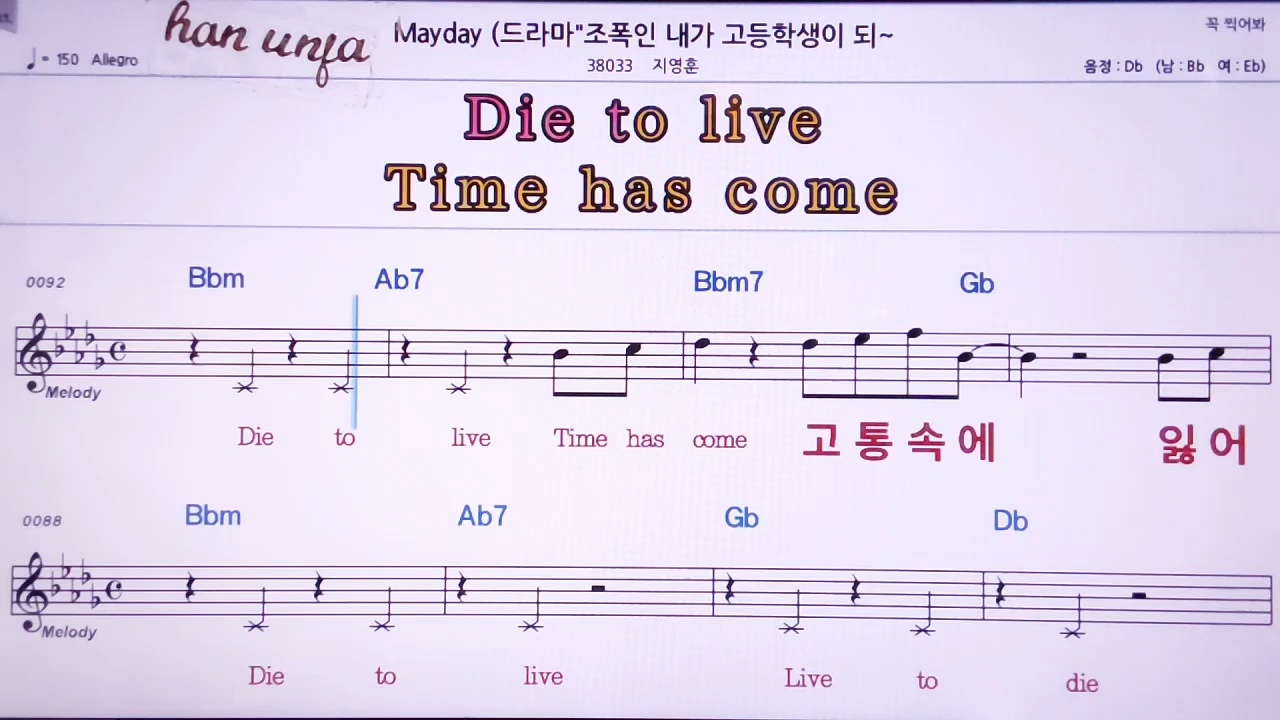 han unja
Mayday (드라마"조폭인 내가 고등학생이 되~
꼭 찍어봐
♩= 150 Allegro
38033 지영훈
음정 : Db (남 : Bb 여 : Eb)
Die to live
Time has come
0092 Bbm Ab7 Bbm7 Gb
Melody
Die to live Time has come 고 통 속 에 잃 어
0088 Bbm Ab7 Gb Db
Melody
Die to live Live to die